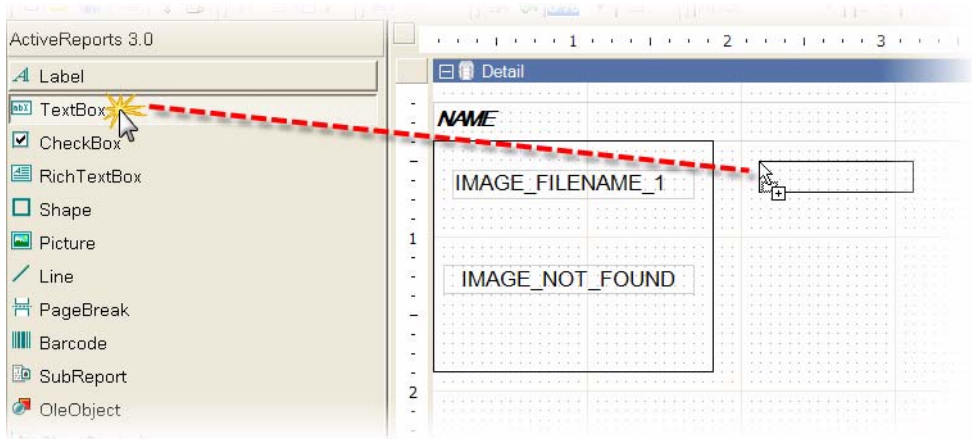 ActiveReports 3.0
Label
TextBox
CheckBox
RichTextBox
Shape
Picture
Line
PageBreak
Barcode
SubReport
OleObject
1 2 3
Detail
NAME
IMAGE_FILENAME_1
1
IMAGE_NOT_FOUND
2